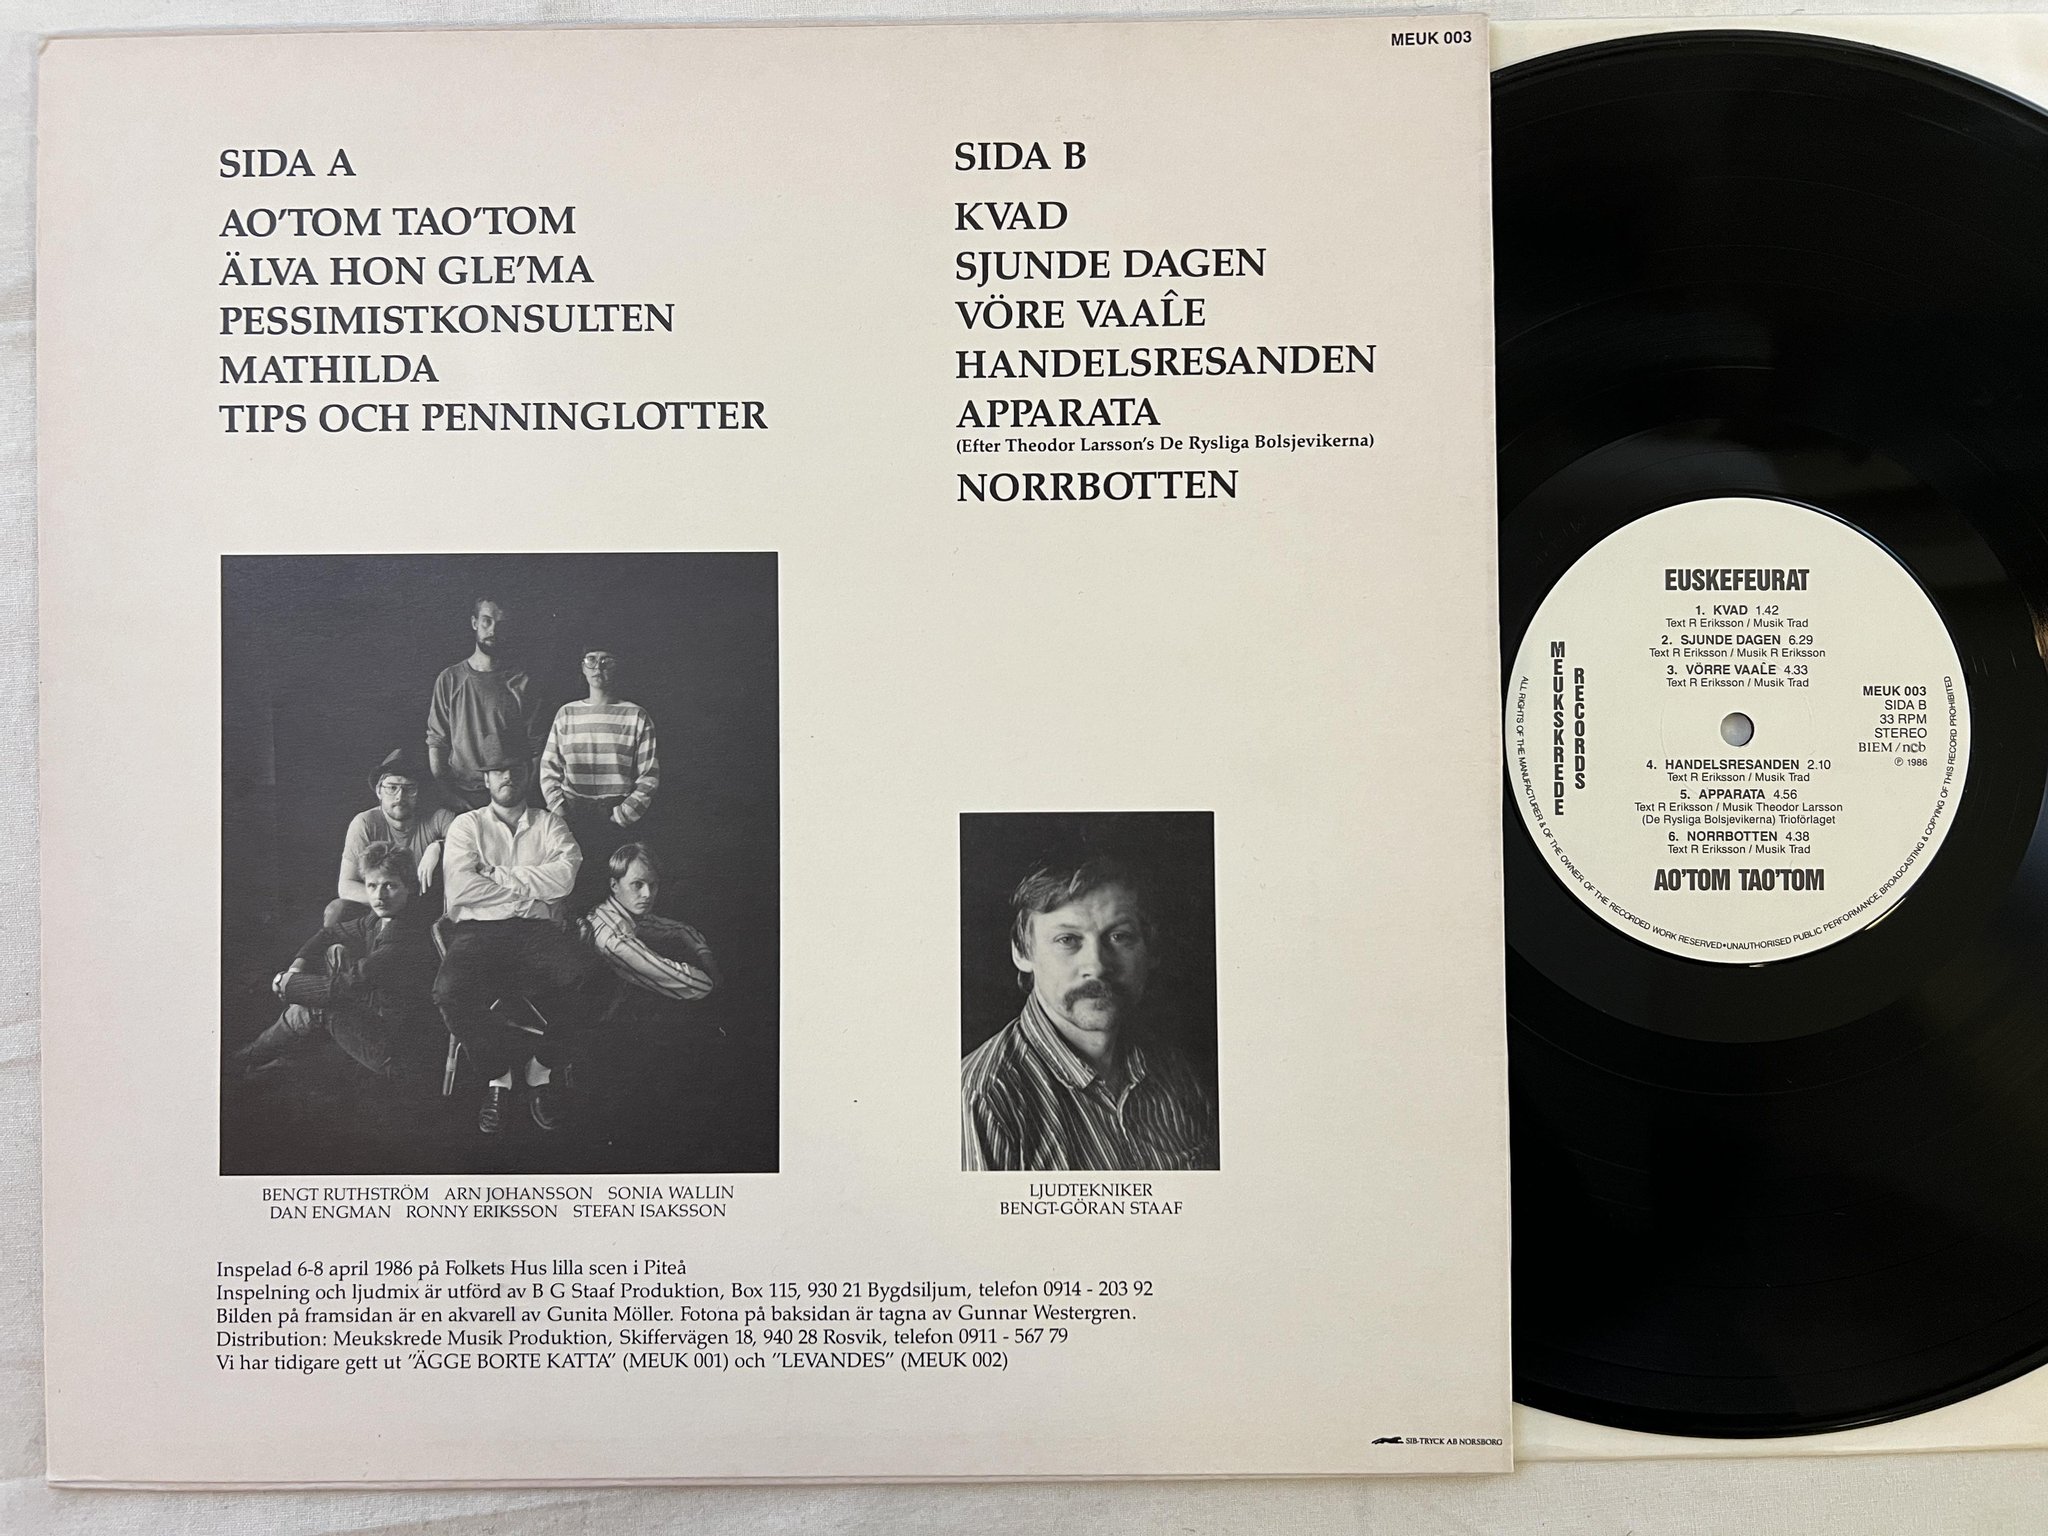 MEUK 003
SIDA A
AO’TOM TAO’TOM
ÄLVA HON GLE’MA
PESSIMISTKONSULTEN
MATHILDA
TIPS OCH PENNINGLOTTER
SIDA B
KVAD
SJUNDE DAGEN
VÖRE VAAL̂E
HANDELSRESANDEN
APPARATA
(Efter Theodor Larsson's De Rysliga Bolsjevikerna)
NORRBOTTEN
BENGT RUTHSTRÖM ARN JOHANSSON SONIA WALLIN
DAN ENGMAN RONNY ERIKSSON STEFAN ISAKSSON
LJUDTEKNIKER
BENGT-GÖRAN STAAF
Inspelad 6-8 april 1986 på Folkets Hus lilla scen i Piteå
Inspelning och ljudmix är utförd av B G Staaf Produktion, Box 115, 930 21 Bygdsiljum, telefon 0914 - 203 92
Bilden på framsidan är en akvarell av Gunita Möller. Fotona på baksidan är tagna av Gunnar Westergren.
Distribution: Meukskrede Musik Produktion, Skiffervägen 18, 940 28 Rosvik, telefon 0911 - 567 79
Vi har tidigare gett ut ”ÄGGE BORTE KATTA” (MEUK 001) och ”LEVANDES” (MEUK 002)
SIB-TRYCK AB NORSBORG
EUSKEFEURAT
1. KVAD 1.42
Text R Eriksson / Musik Trad
2. SJUNDE DAGEN 6.29
Text R Eriksson / Musik R Eriksson
3. VÖRRE VAAL̂E 4.33
Text R Eriksson / Musik Trad
MEUKSKREDE
RECORDS
MEUK 003
SIDA B
33 RPM
STEREO
BIEM / ncb
℗ 1986
4. HANDELSRESANDEN 2.10
Text R Eriksson / Musik Trad
5. APPARATA 4.56
Text R Eriksson / Musik Theodor Larsson
(De Rysliga Bolsjevikerna) Trioförlaget
6. NORRBOTTEN 4.38
Text R Eriksson / Musik Trad
AO’TOM TAO’TOM
ALL RIGHTS OF THE MANUFACTURER & OF THE OWNER OF THE RECORDED WORK RESERVED•UNAUTHORISED PUBLIC PERFORMANCE, BROADCASTING & COPYING OF THIS RECORD PROHIBITED